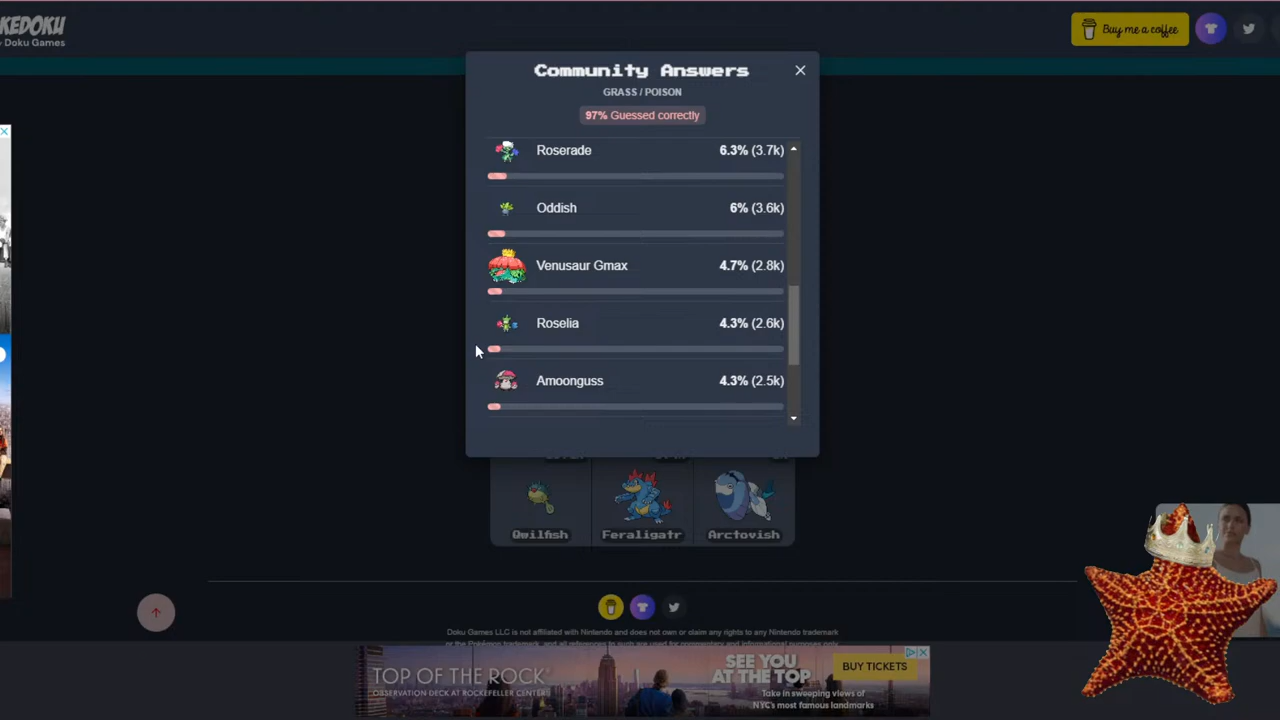 KEDOKU
Doku Games
Buy me a coffee
Community Answers
GRASS / POISON
97% Guessed correctly
Roserade 6.3% (3.7k)
Oddish 6% (3.6k)
Venusaur Gmax 4.7% (2.8k)
Roselia 4.3% (2.6k)
Amoonguss 4.3% (2.5k)
Qwilfish Feraligatr Arctovish
Doku Games LLC is not affiliated with Nintendo and does not own or claim any rights to any Nintendo trademark
TOP OF THE ROCK
OBSERVATION DECK AT ROCKEFELLER CENTER
SEE YOU
AT THE TOP
Take in sweeping views of
NYC's most famous landmarks
BUY TICKETS